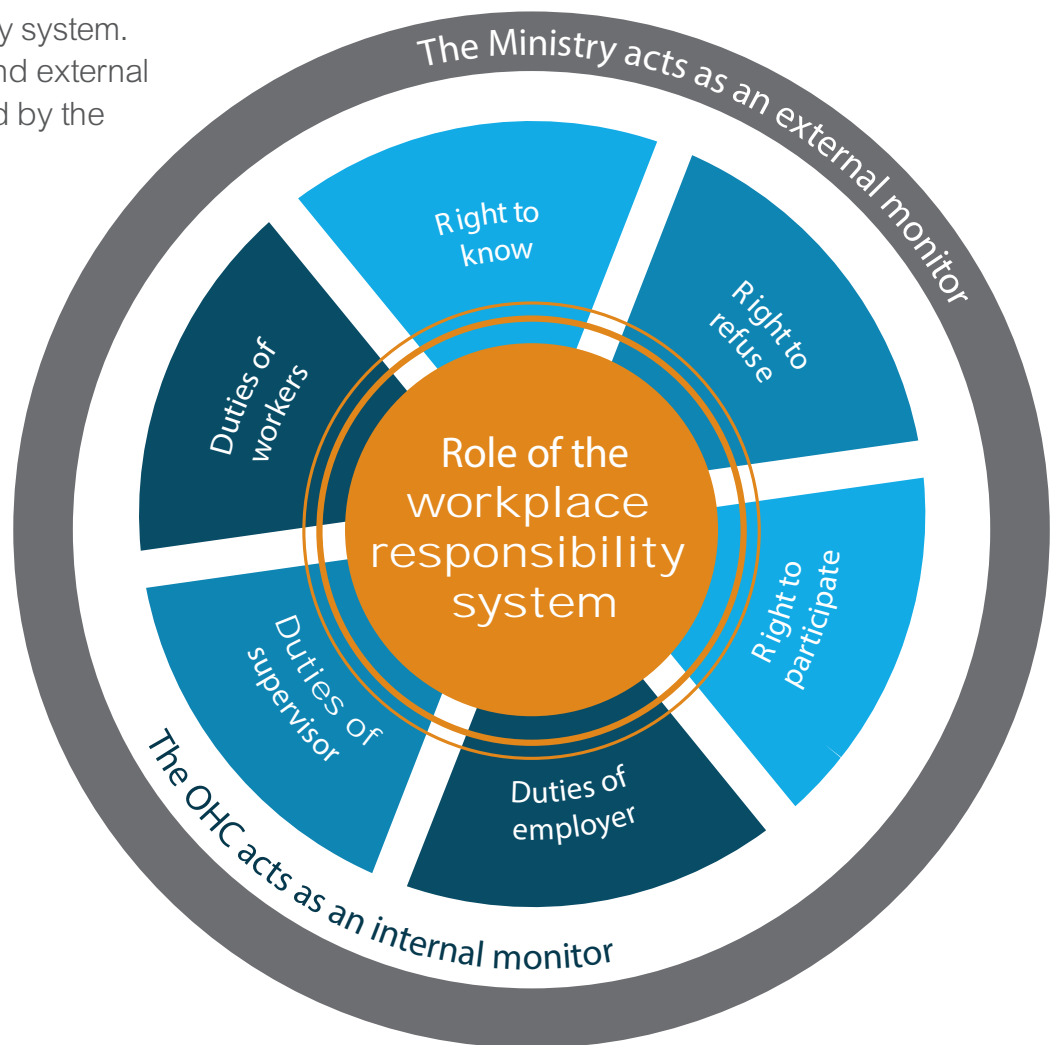 y system.
nd external
d by the
The Ministry acts as an external monitor
Right to
know
Right to
refuse
Right to
participate
Duties of
employer
Duties of
supervisor
Duties of
workers
Role of the
workplace
responsibility
system
The OHC acts as an internal monitor